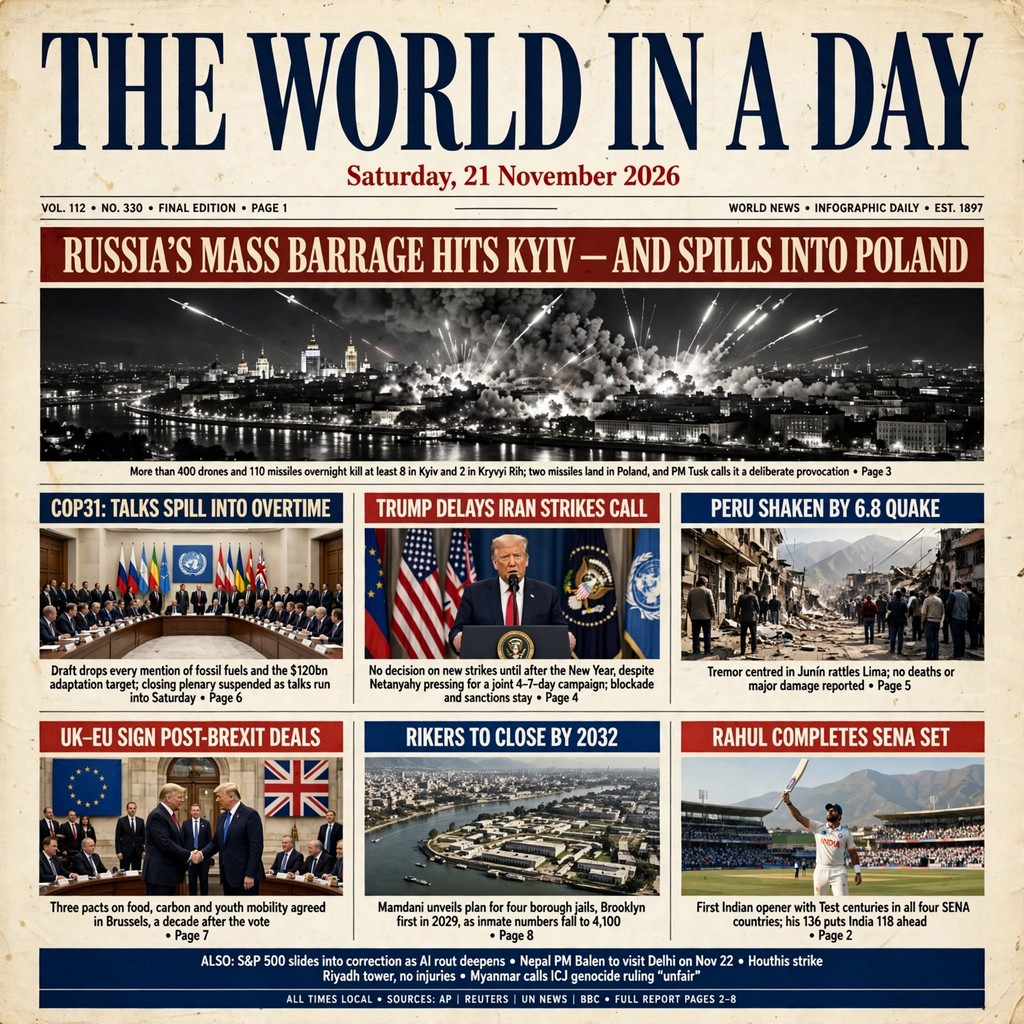 THE WORLD IN A DAY
Saturday, 21 November 2026
VOL. 112 • NO. 330 • FINAL EDITION • PAGE 1
WORLD NEWS • INFOGRAPHIC DAILY • EST. 1897
RUSSIA'S MASS BARRAGE HITS KYIV — AND SPILLS INTO POLAND
More than 400 drones and 110 missiles overnight kill at least 8 in Kyiv and 2 in Kryvyi Rih; two missiles land in Poland, and PM Tusk calls it a deliberate provocation • Page 3
COP31: TALKS SPILL INTO OVERTIME
Draft drops every mention of fossil fuels and the $120bn
adaptation target; closing plenary suspended as talks run
into Saturday • Page 6
TRUMP DELAYS IRAN STRIKES CALL
No decision on new strikes until after the New Year, despite
Netanyahy pressing for a joint 4–7-day campaign; blockade
and sanctions stay • Page 4
PERU SHAKEN BY 6.8 QUAKE
Tremor centred in Junín rattles Lima; no deaths or
major damage reported • Page 5
UK–EU SIGN POST-BREXIT DEALS
Three pacts on food, carbon and youth mobility agreed
in Brussels, a decade after the vote
• Page 7
RIKERS TO CLOSE BY 2032
Mamdani unveils plan for four borough jails, Brooklyn
first in 2029, as inmate numbers fall to 4,100
• Page 8
RAHUL COMPLETES SENA SET
INDIA
First Indian opener with Test centuries in all four SENA
countries; his 136 puts India 118 ahead
• Page 2
ALSO: S&P 500 slides into correction as AI rout deepens • Nepal PM Balen to visit Delhi on Nov 22 • Houthis strike
Riyadh tower, no injuries • Myanmar calls ICJ genocide ruling "unfair"
ALL TIMES LOCAL • SOURCES: AP | REUTERS | UN NEWS | BBC • FULL REPORT PAGES 2–8